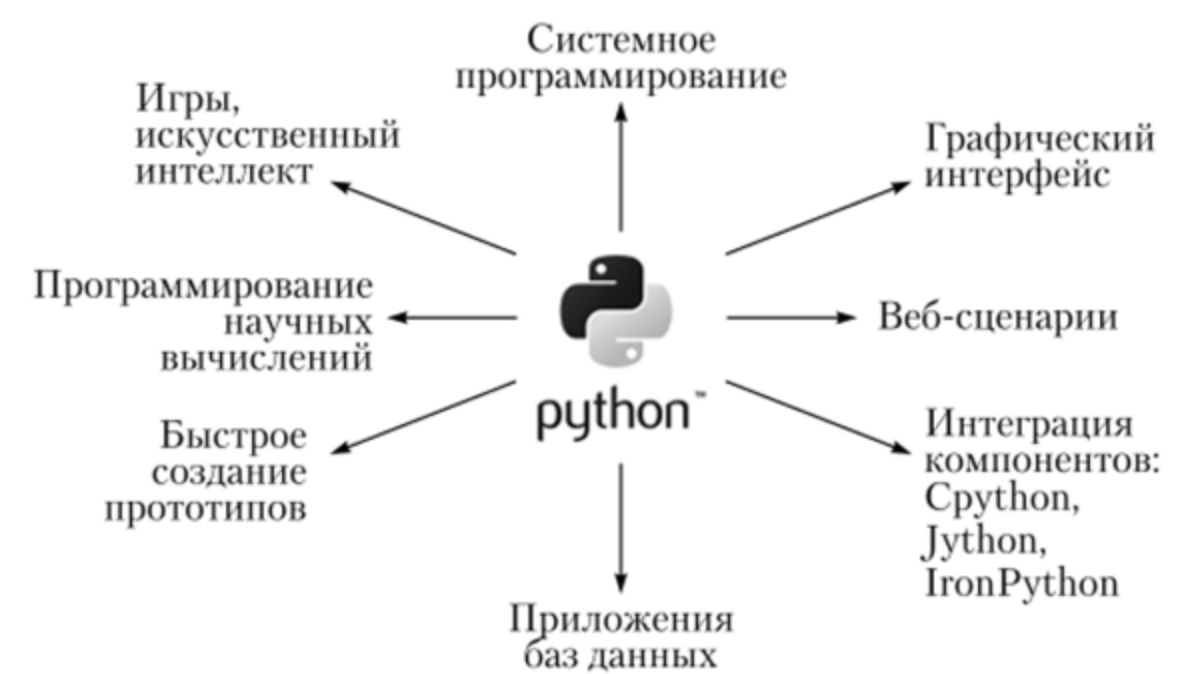 Системное
программирование
Игры,
искусственный
интеллект
Графический
интерфейс
Программирование
научных
вычислений
Веб-сценарии
python™
Быстрое
создание
прототипов
Интеграция
компонентов:
Cpython,
Jython,
IronPython
Приложения
баз данных